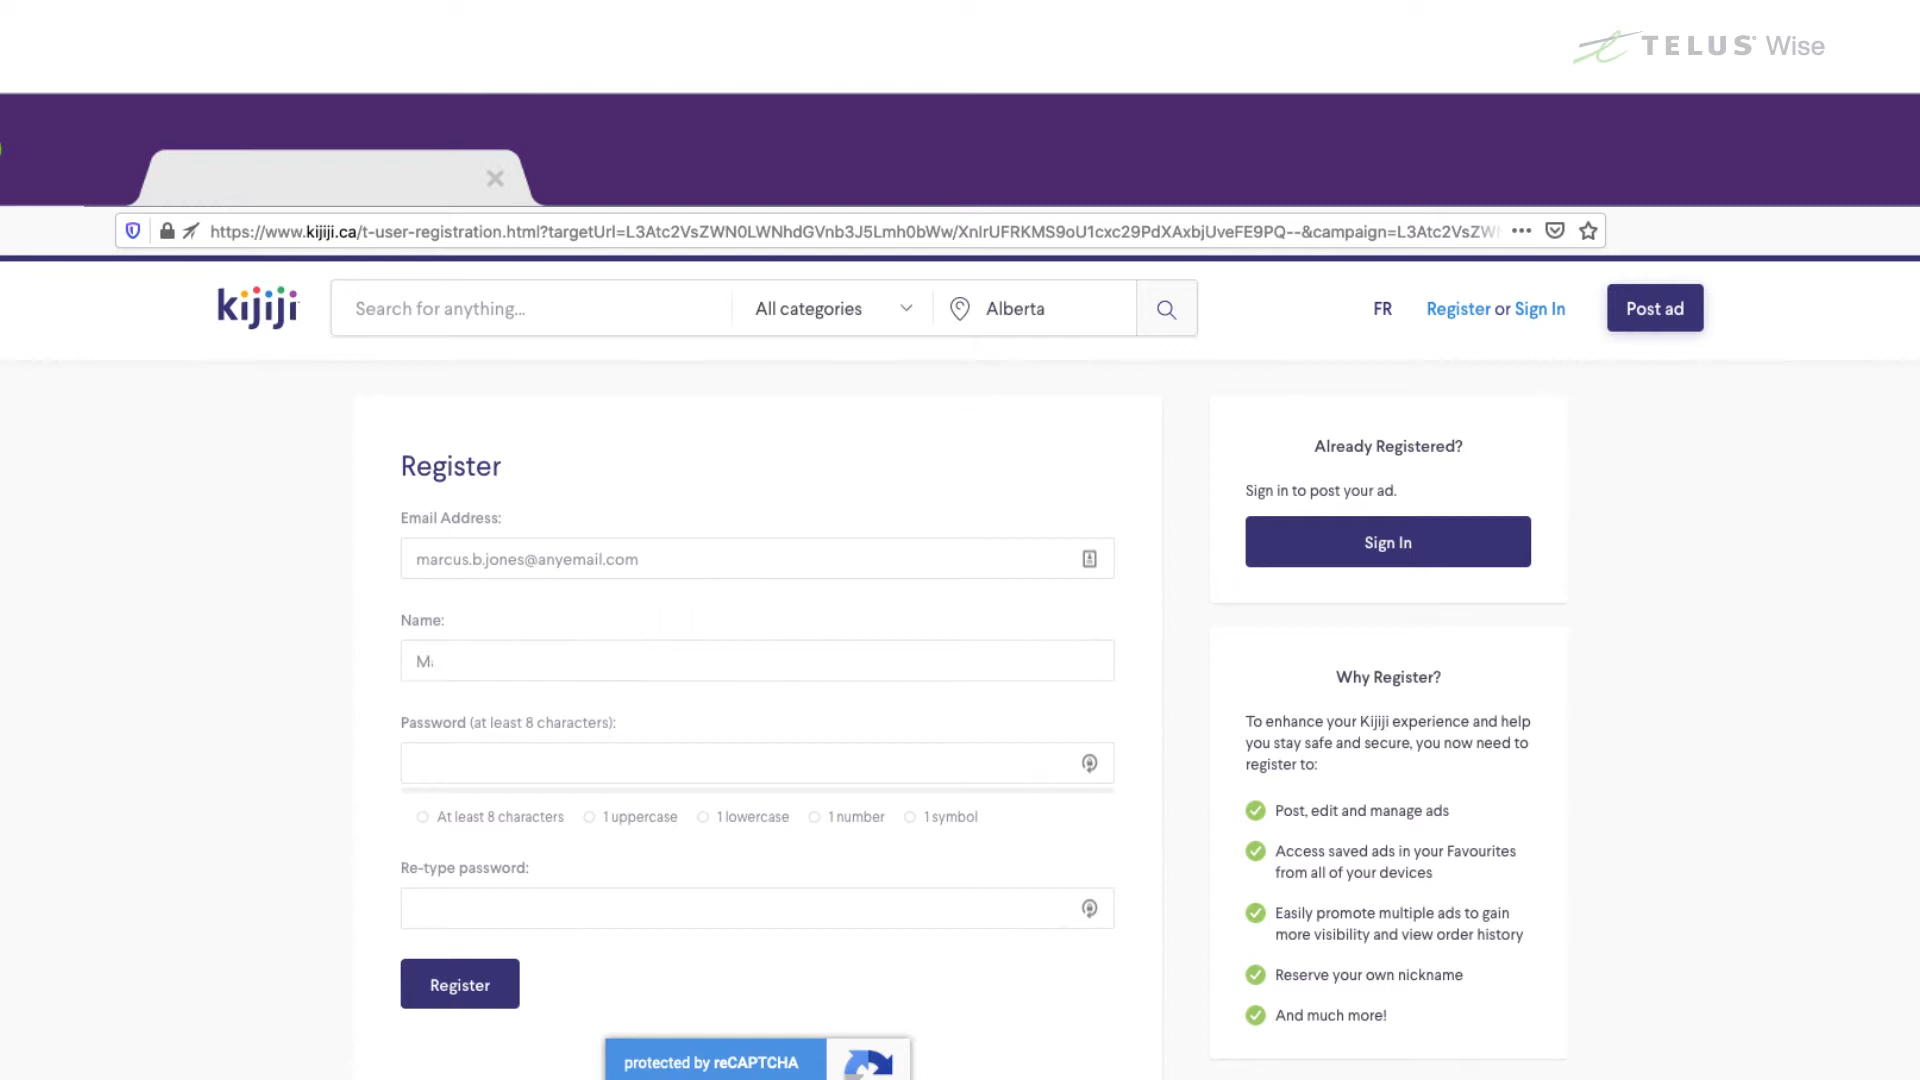 TELUS Wise
https://www.kijiji.ca/t-user-registration.html?targetUrl=L3Atc2VsZWN0LWNhdGVnb3J5Lmh0bWw/XnIrUFRKMS9oU1cxc29PdXAxbjUveFE9PQ--&campaign=L3Atc2VsZW
kijiji
Search for anything...
All categories
Alberta
FR
Register or Sign In
Post ad
Register
Email Address:
marcus.b.jones@anyemail.com
Name:
Ma
Password (at least 8 characters):
At least 8 characters 1 uppercase 1 lowercase 1 number 1 symbol
Re-type password:
Register
protected by reCAPTCHA
Already Registered?
Sign in to post your ad.
Sign In
Why Register?
To enhance your Kijiji experience and help
you stay safe and secure, you now need to
register to:
Post, edit and manage ads
Access saved ads in your Favourites
from all of your devices
Easily promote multiple ads to gain
more visibility and view order history
Reserve your own nickname
And much more!